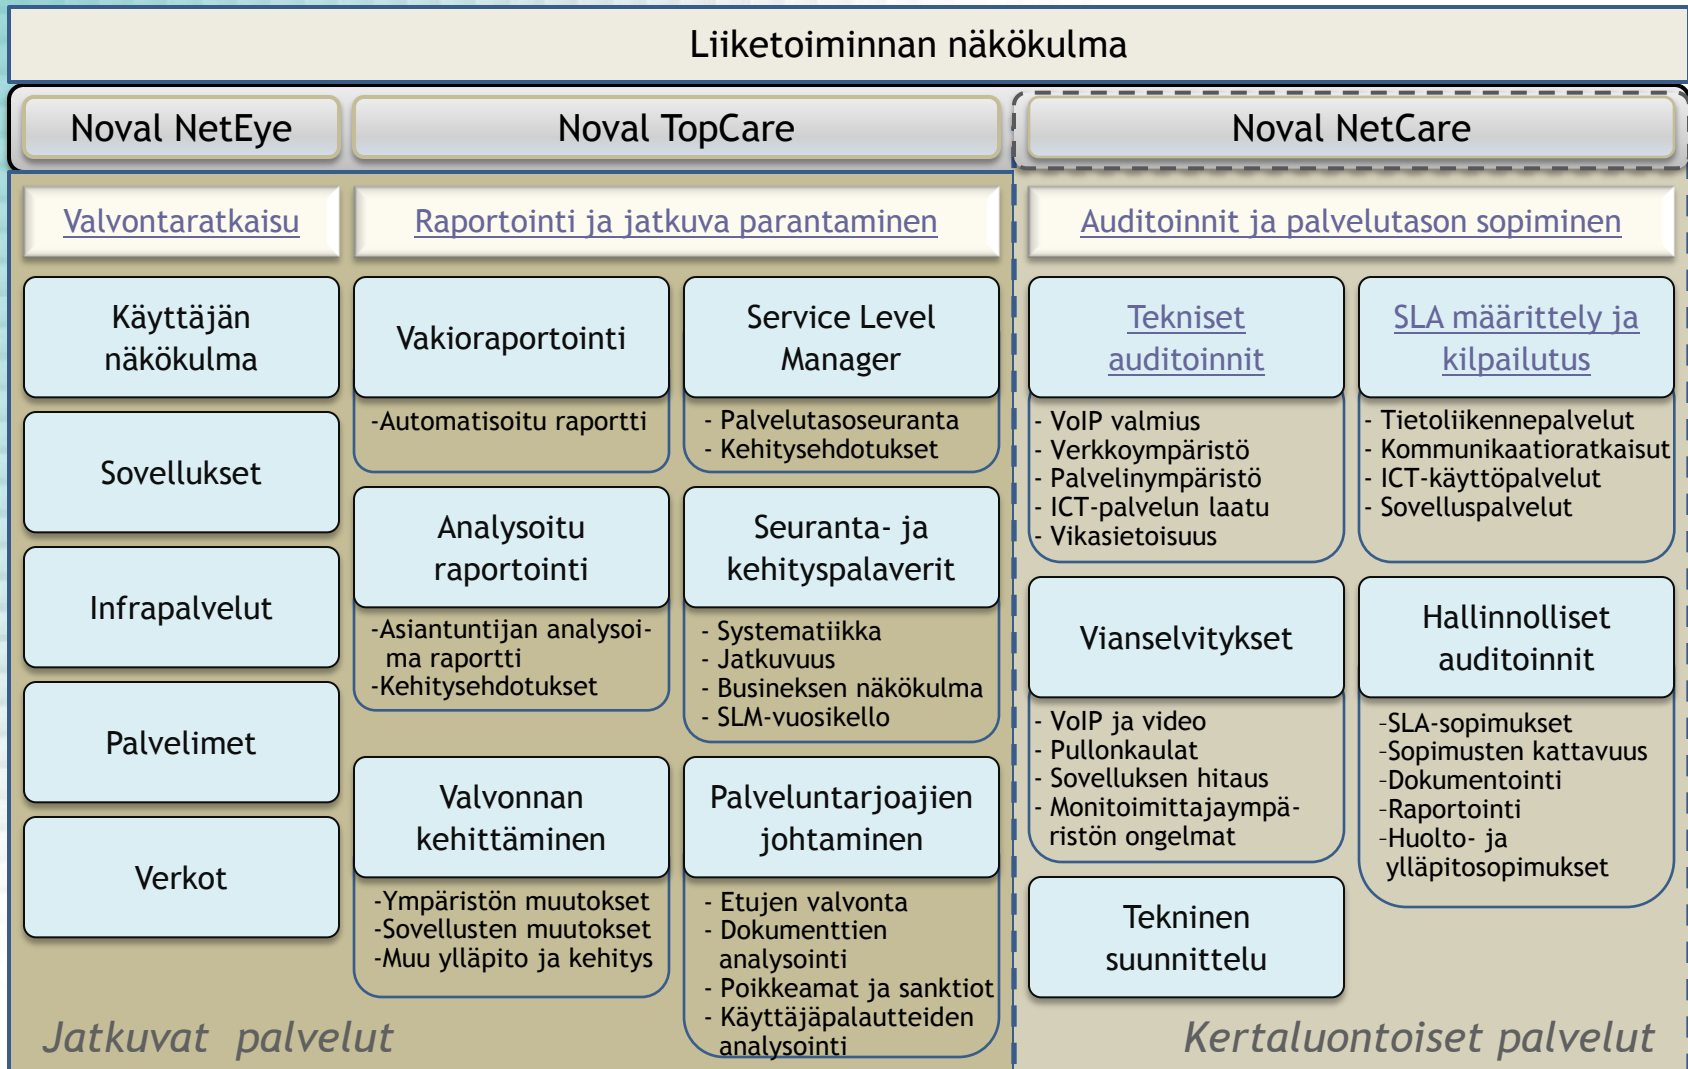 Liiketoiminnan näkökulma
Noval NetEye
Noval TopCare
Noval NetCare
Valvontaratkaisu
Raportointi ja jatkuva parantaminen
Auditoinnit ja palvelutason sopiminen
Käyttäjän
näkökulma
Sovellukset
Infrapalvelut
Palvelimet
Verkot
Vakioraportointi
-Automatisoitu raportti
Analysoitu
raportointi
-Asiantuntijan analysoi-
ma raportti
-Kehitysehdotukset
Valvonnan
kehittäminen
-Ympäristön muutokset
-Sovellusten muutokset
-Muu ylläpito ja kehitys
Service Level
Manager
- Palvelutasoseuranta
- Kehitysehdotukset
Seuranta- ja
kehityspalaverit
- Systematiikka
- Jatkuvuus
- Busineksen näkökulma
- SLM-vuosikello
Palveluntarjoajien
johtaminen
- Etujen valvonta
- Dokumenttien
analysointi
- Poikkeamat ja sanktiot
- Käyttäjäpalautteiden
analysointi
Tekniset
auditoinnit
- VoIP valmius
- Verkkoympäristö
- Palvelinympäristö
- ICT-palvelun laatu
- Vikasietoisuus
Vianselvitykset
- VoIP ja video
- Pullonkaulat
- Sovelluksen hitaus
- Monitoimittajaympä-
ristön ongelmat
Tekninen
suunnittelu
SLA määrittely ja
kilpailutus
- Tietoliikennepalvelut
- Kommunikaatioratkaisut
- ICT-käyttöpalvelut
- Sovelluspalvelut
Hallinnolliset
auditoinnit
-SLA-sopimukset
-Sopimusten kattavuus
-Dokumentointi
-Raportointi
-Huolto- ja
ylläpitosopimukset
Jatkuvat palvelut
Kertaluontoiset palvelut